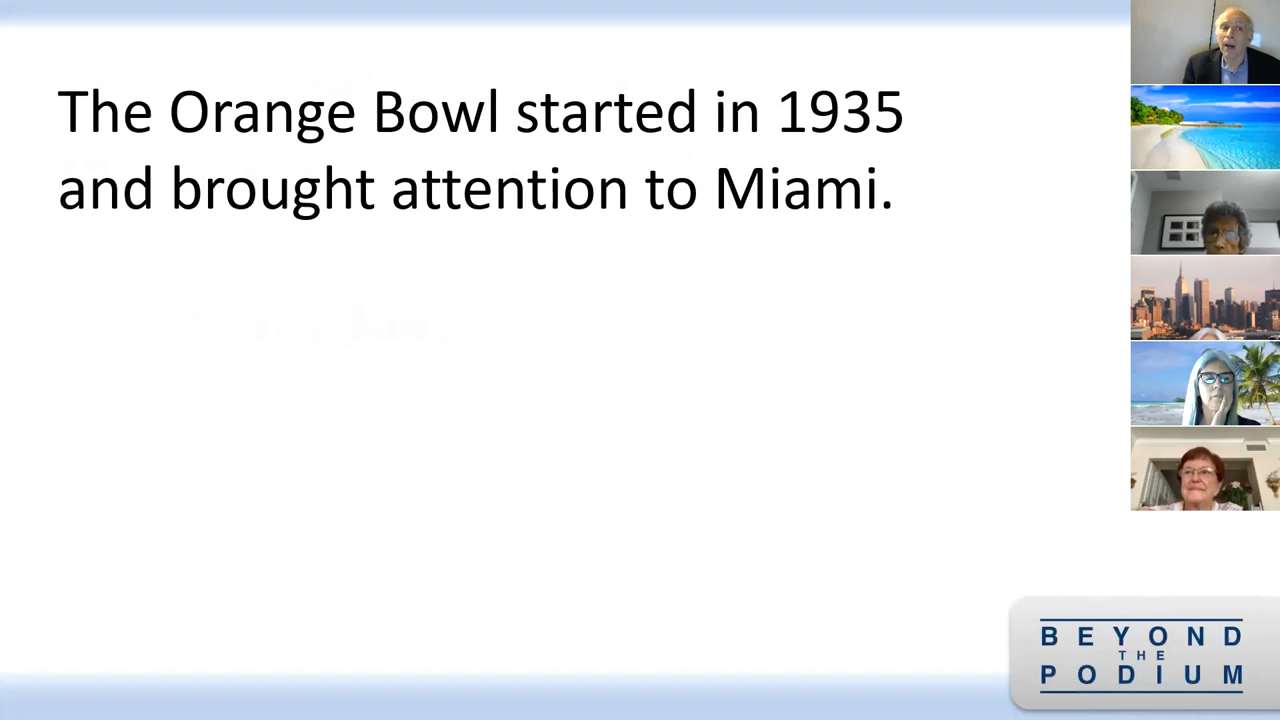 The Orange Bowl started in 1935
and brought attention to Miami.
BEYOND
THE
PODIUM